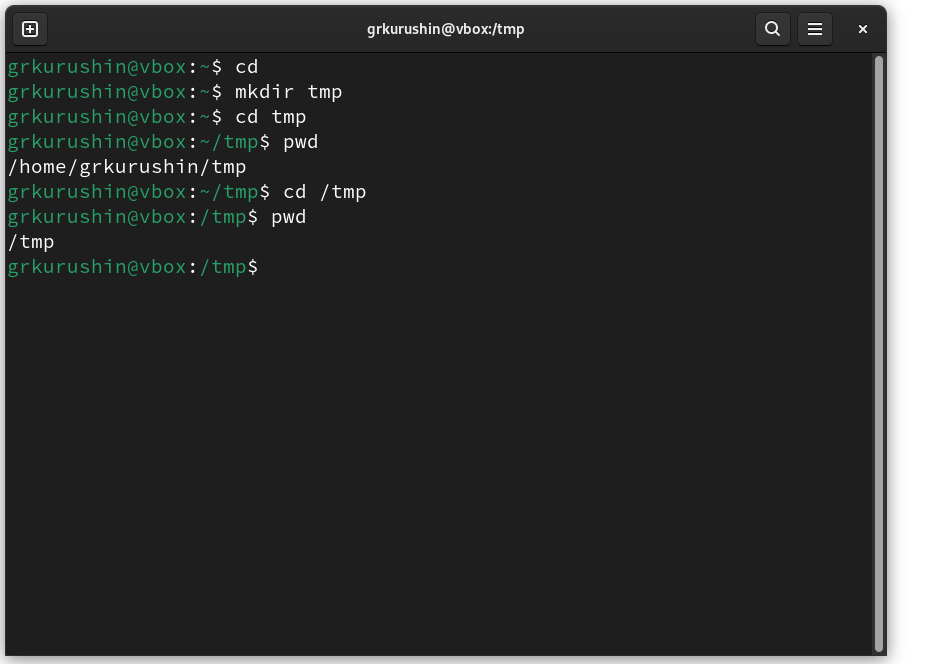 grkurushin@vbox:/tmp
grkurushin@vbox:~$ cd
grkurushin@vbox:~$ mkdir tmp
grkurushin@vbox:~$ cd tmp
grkurushin@vbox:~/tmp$ pwd
/home/grkurushin/tmp
grkurushin@vbox:~/tmp$ cd /tmp
grkurushin@vbox:/tmp$ pwd
/tmp
grkurushin@vbox:/tmp$